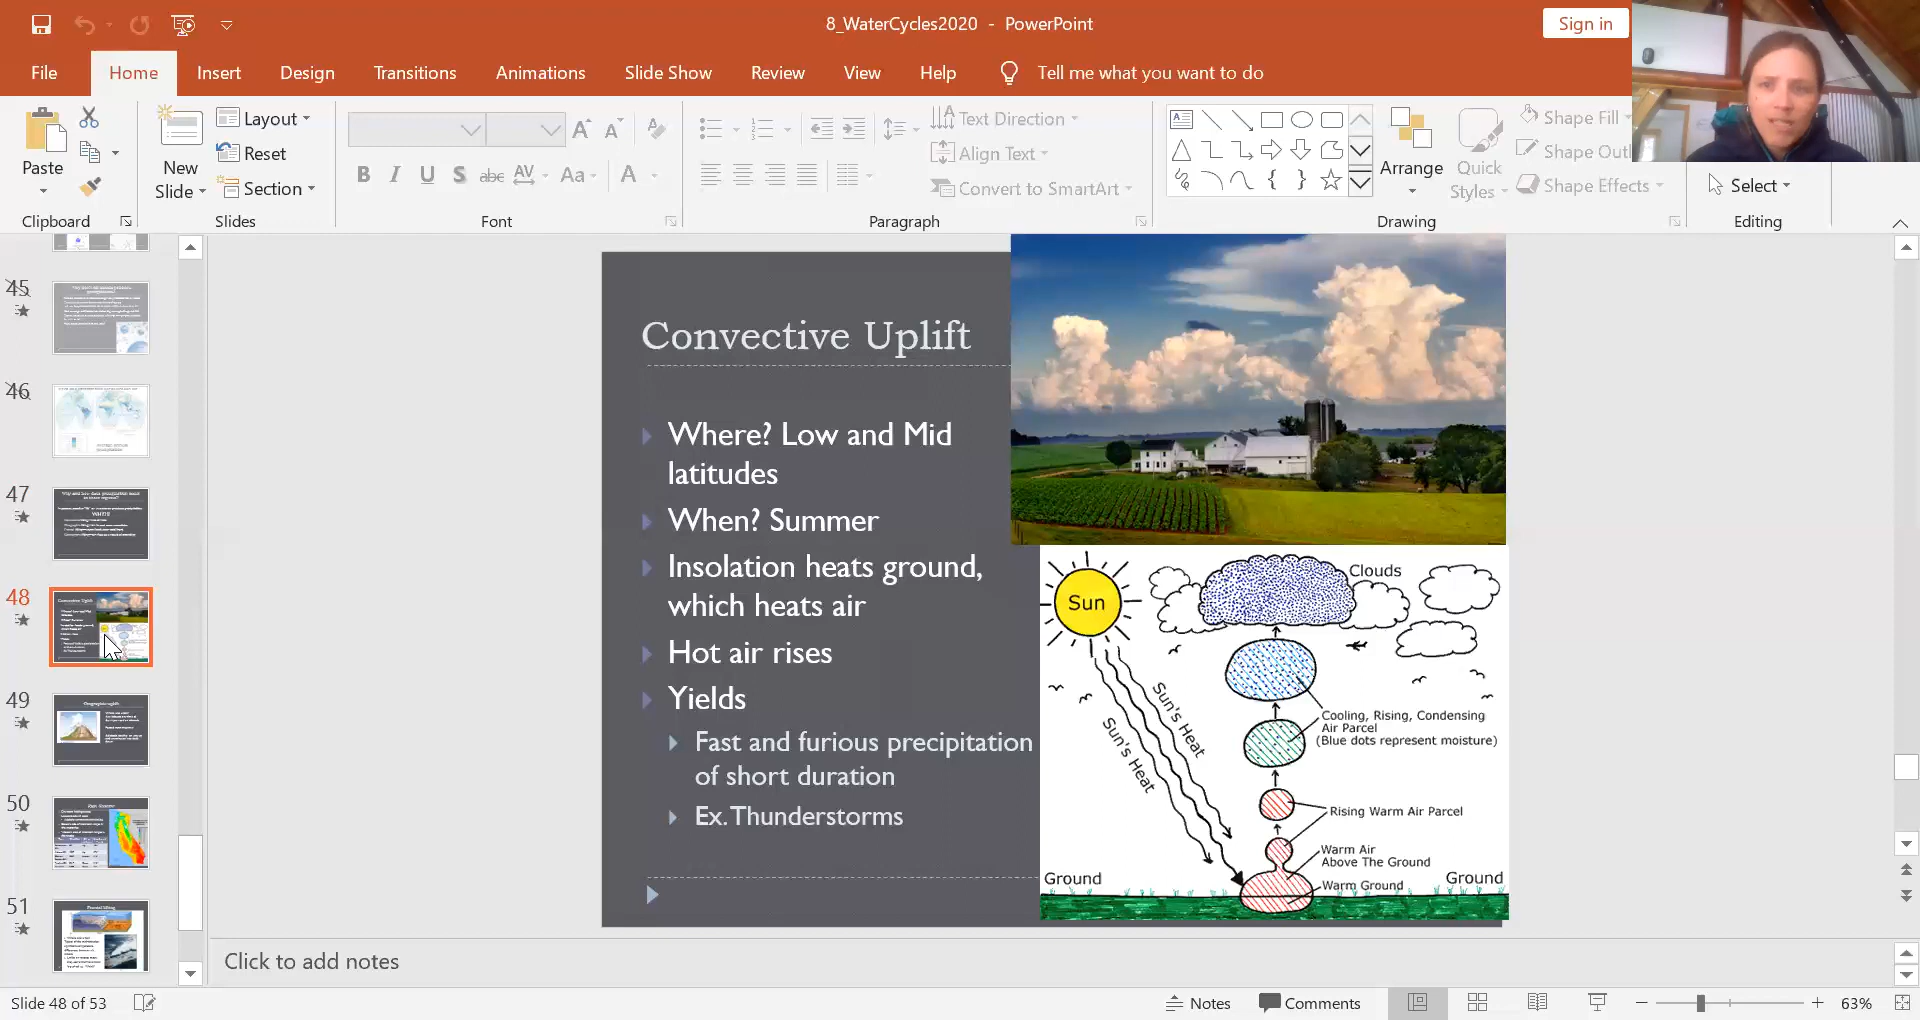 8_WaterCycles2020 - PowerPoint
Sign in
File Home Insert Design Transitions Animations Slide Show Review View Help Tell me what you want to do
Paste
New
Slide
Layout
Reset
Section
B I U S abc AV Aa A
Text Direction
Align Text
Convert to SmartArt
Arrange
Quick
Styles
Shape Fill
Shape Outl
Shape Effects
Select
Clipboard Slides Font Paragraph Drawing Editing
45
46
47
48
49
50
51
Convective Uplift
Where? Low and Mid
latitudes
When? Summer
Insolation heats ground,
which heats air
Hot air rises
Yields
Fast and furious precipitation
of short duration
Ex. Thunderstorms
Sun
Clouds
Sun's Heat
Sun's Heat
Cooling, Rising, Condensing
Air Parcel
(Blue dots represent moisture)
Rising Warm Air Parcel
Warm Air
Above The Ground
Warm Ground
Ground
Ground
Click to add notes
Slide 48 of 53
Notes
Comments
63%